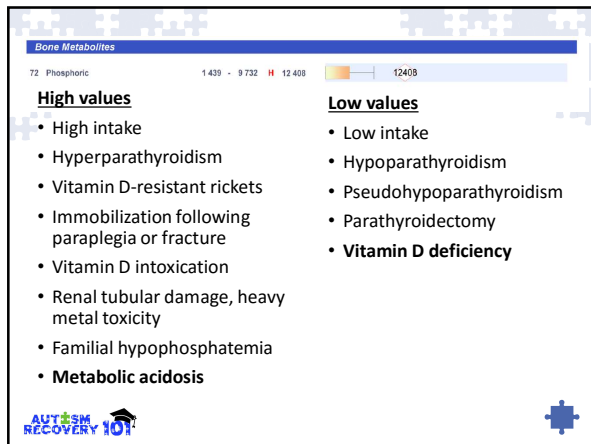 Bone Metabolites
72 Phosphoric 1 439 - 9 732 H 12 408 12408
High values
• High intake
• Hyperparathyroidism
• Vitamin D-resistant rickets
• Immobilization following
paraplegia or fracture
• Vitamin D intoxication
• Renal tubular damage, heavy
metal toxicity
• Familial hypophosphatemia
• Metabolic acidosis
Low values
• Low intake
• Hypoparathyroidism
• Pseudohypoparathyroidism
• Parathyroidectomy
• Vitamin D deficiency
AUTISM
RECOVERY 101